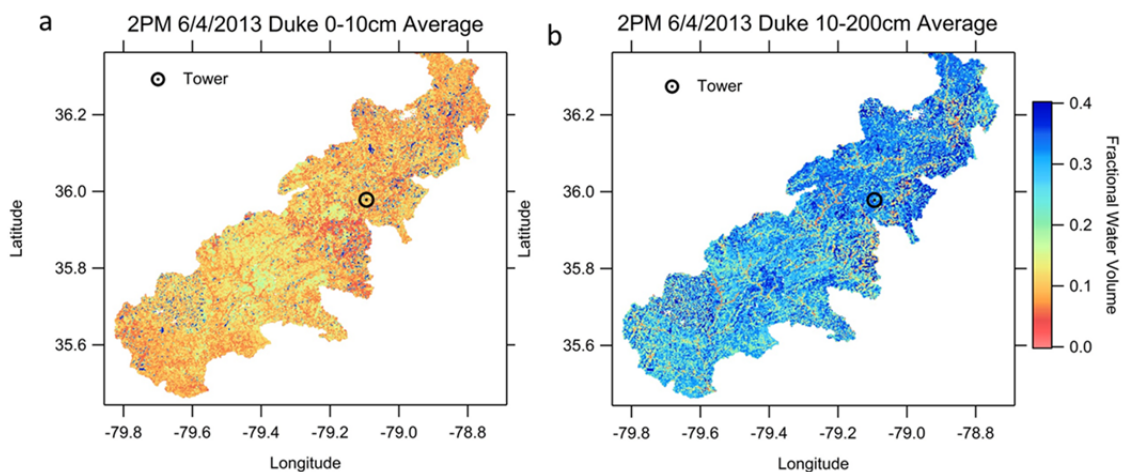 a
2PM 6/4/2013 Duke 0-10cm Average
Tower
36.2
36.0
35.8
35.6
Latitude
-79.8
-79.6
-79.4
-79.2
-79.0
-78.8
Longitude
b
2PM 6/4/2013 Duke 10-200cm Average
Tower
36.2
36.0
35.8
35.6
Latitude
-79.8
-79.6
-79.4
-79.2
-79.0
-78.8
Longitude
0.4
0.3
0.2
0.1
0.0
Fractional Water Volume